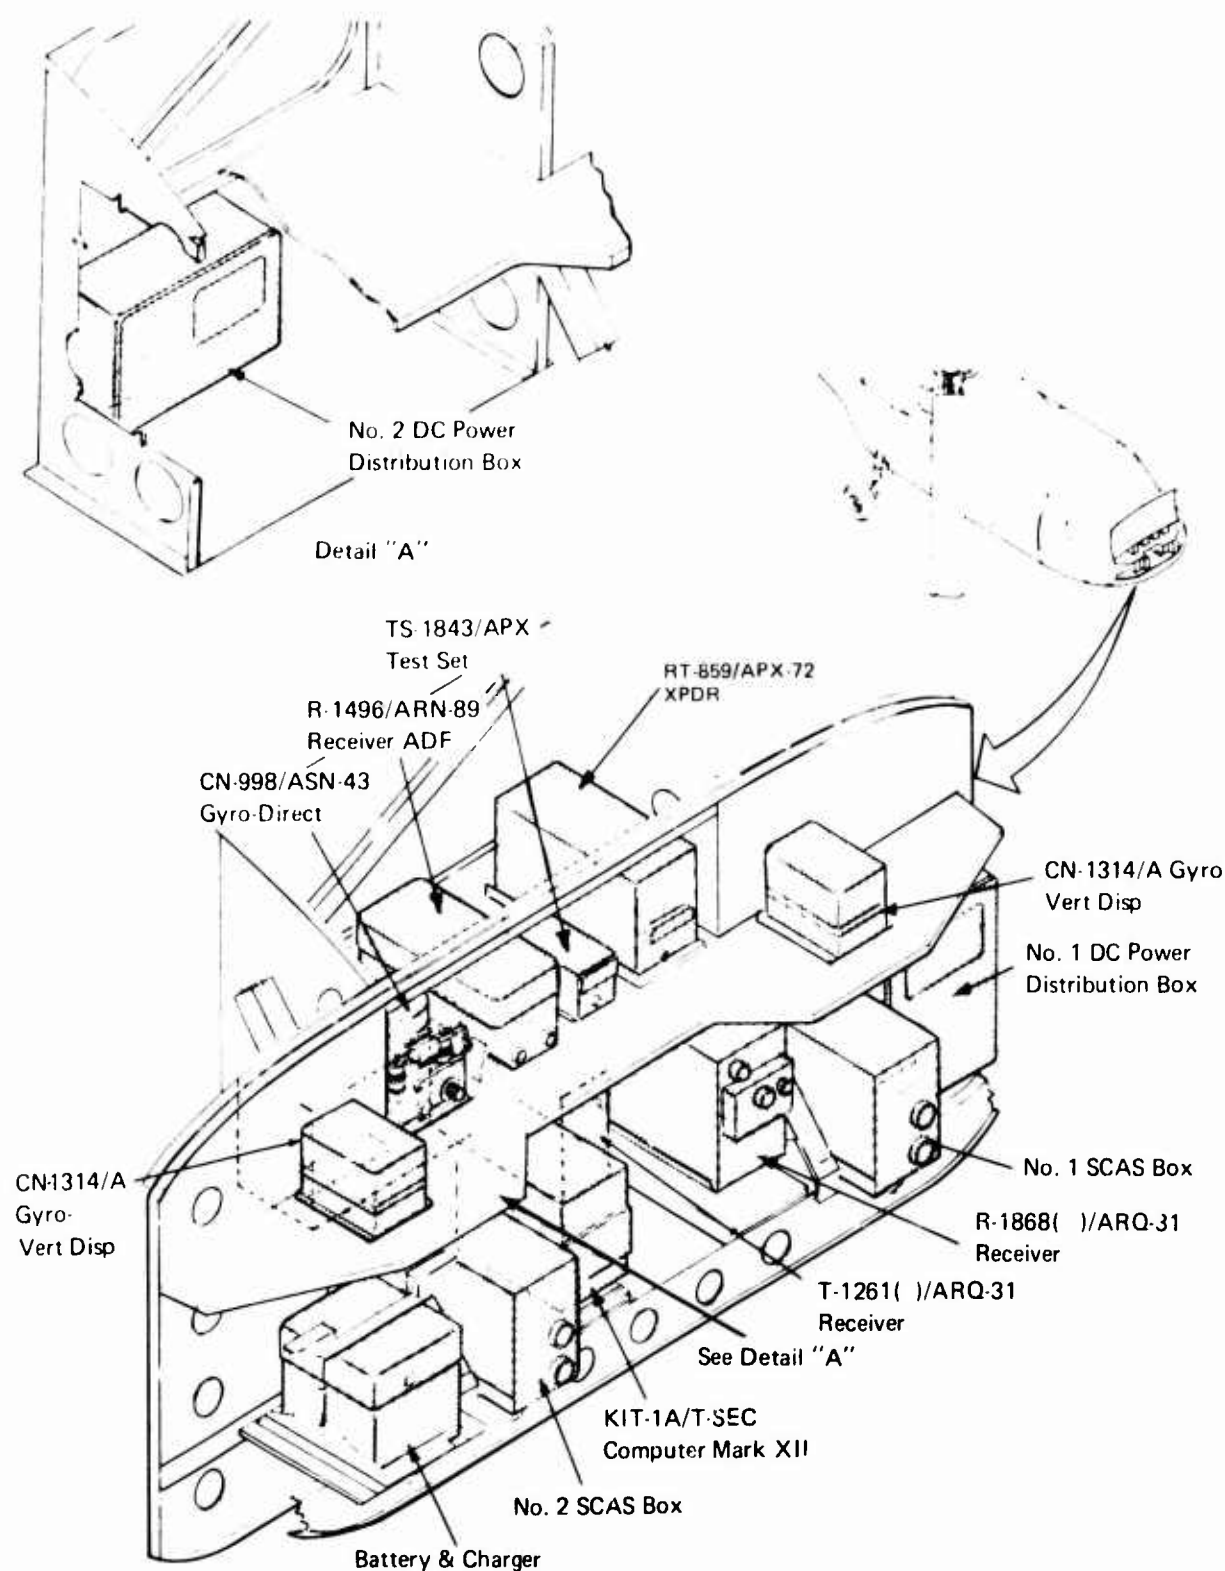 No. 2 DC Power
Distribution Box
Detail "A"
TS-1843/APX
Test Set
RT-859/APX-72
XPDR
R-1496/ARN-89
Receiver ADF
CN-998/ASN-43
Gyro-Direct
CN-1314/A Gyro
Vert Disp
No. 1 DC Power
Distribution Box
CN-1314/A
Gyro-
Vert Disp
No. 1 SCAS Box
R-1868( )/ARQ-31
Receiver
T-1261( )/ARQ-31
Receiver
See Detail "A"
KIT-1A/T-SEC
Computer Mark XII
No. 2 SCAS Box
Battery & Charger